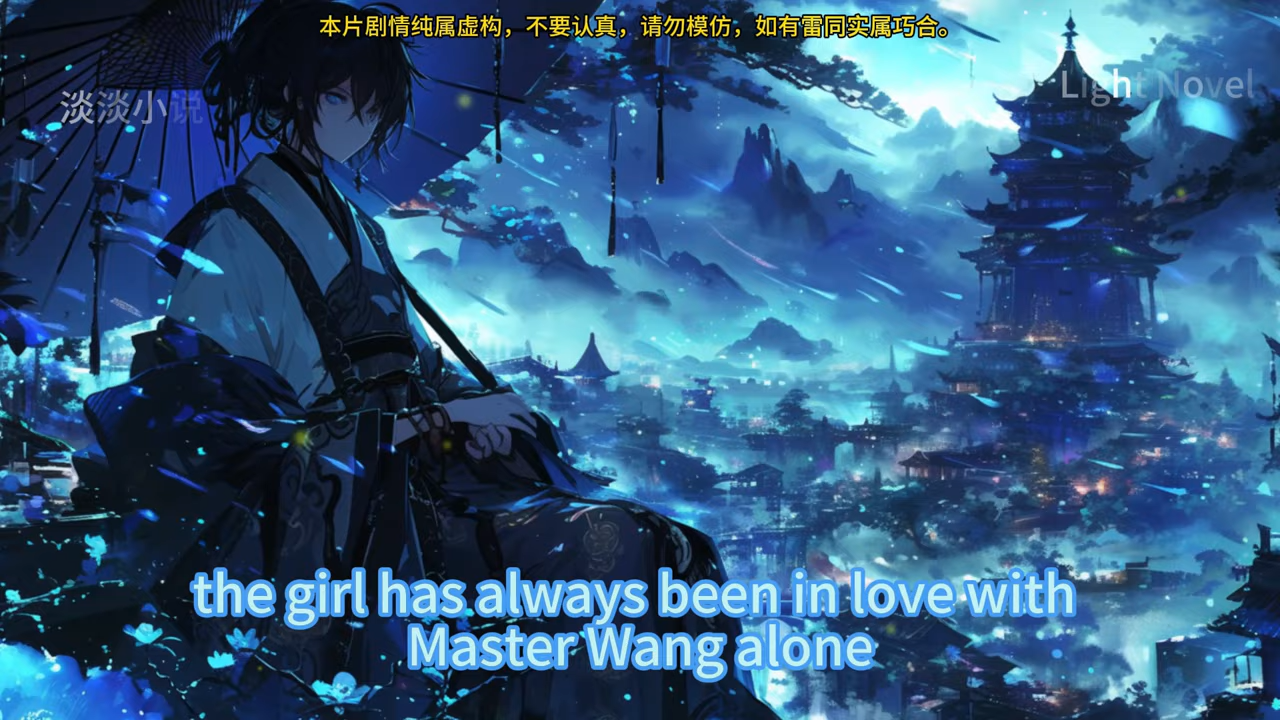 本片剧情纯属虚构，不要认真，请勿模仿，如有雷同实属巧合。
淡淡小说
Light Novel
the girl has always been in love with
Master Wang alone